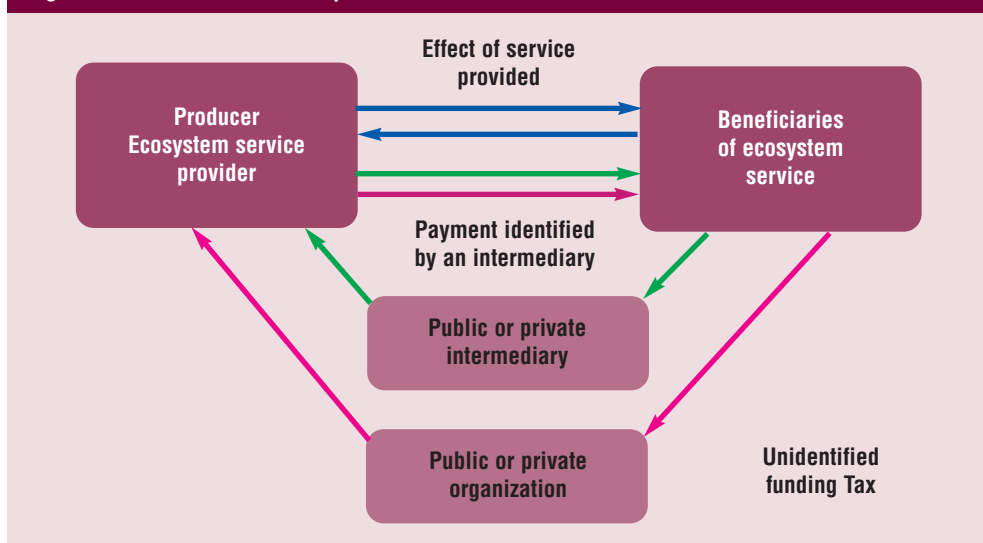 Effect of service
provided
Producer
Ecosystem service
provider
Beneficiaries
of ecosystem
service
Payment identified
by an intermediary
Public or private
intermediary
Public or private
organization
Unidentified
funding Tax